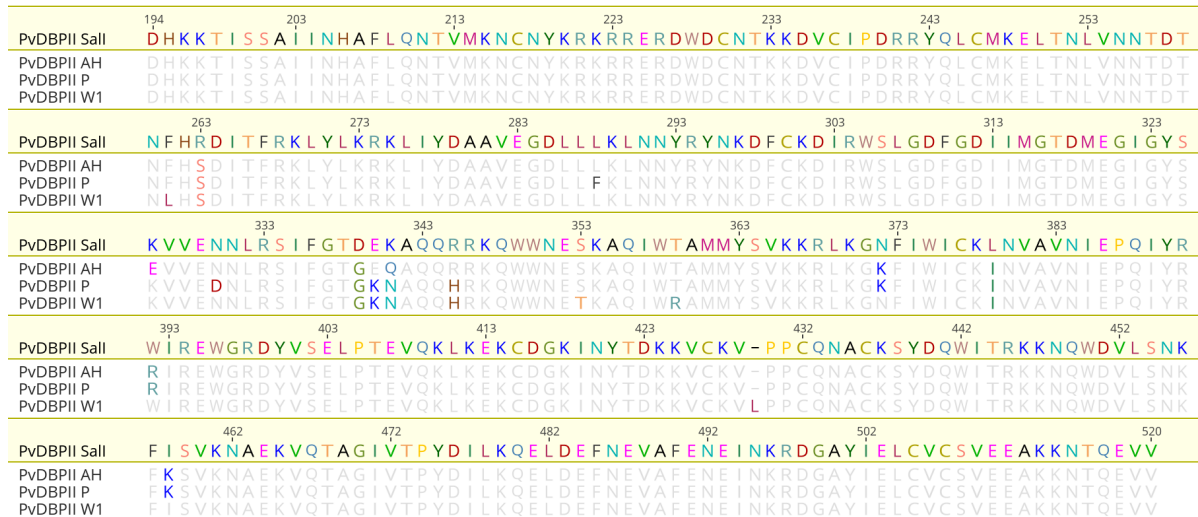 194 203 213 223 233 243 253
PvDBPII SalI DHKKTISSAIINHAFLQNTVMKNCNYKRKRRERDWDCNTKKDVCIPDRRYQLCMKELTNLVNNTDT
PvDBPII AH DHKKTISSAIINHAFLQNTVMKNCNYKRKRRERDWDCNTKKDVCIPDRRYQLCMKELTNLVNNTDT
PvDBPII P DHKKTISSAIINHAFLQNTVMKNCNYKRKRRERDWDCNTKKDVCIPDRRYQLCMKELTNLVNNTDT
PvDBPII W1 DHKKTISSAIINHAFLQNTVMKNCNYKRKRRERDWDCNTKKDVCIPDRRYQLCMKELTNLVNNTDT
263 273 283 293 303 313 323
PvDBPII SalI NFHRDITFRKLYLKRKLIYDAAVEGDLLLKLNNYRYNKDFCKDIRWSLGDFGDIIMGTDMEGIGYS
PvDBPII AH NFHSDITFRKLYLKRKLIYDAAVEGDLLLKLNNYRYNKDFCKDIRWSLGDFGDIIMGTDMEGIGYS
PvDBPII P NFHSDITFRKLYLKRKLIYDAAVEGDLLFKLNNYRYNKDFCKDIRWSLGDFGDIIMGTDMEGIGYS
PvDBPII W1 NLHSDITFRKLYLKRKLIYDAAVEGDLLLKLNNYRYNKDFCKDIRWSLGDFGDIIMGTDMEGIGYS
333 343 353 363 373 383
PvDBPII SalI KVVENNLRSIFGTDEKAQQRRKQWWNESKAQIWTAMMYSVKKRLKGNFIWICKLNVAVNIEPQIYR
PvDBPII AH EVVENNLRSIFGTGEQAQQRRKQWWNESKAQIWTAMMYSVKKRLKGKFIWICKINVAVNIEPQIYR
PvDBPII P KVVEDNLRSIFGTGKNAQQHRKQWWNESKAQIWTAMMYSVKKRLKGKFIWICKINVAVNIEPQIYR
PvDBPII W1 KVVENNLRSIFGTGKNAQQHRKQWWNETKAQIWRAMMYSVKKRLKGNFIWICKINVAVNIEPQIYR
393 403 413 423 432 442 452
PvDBPII SalI WIREWGRDYVSELPTEVQKLKEKCDGKINYTDKKVCKV-PPCQNACKSYDQWITRKKNQWDVLSNK
PvDBPII AH RIREWGRDYVSELPTEVQKLKEKCDGKINYTDKKVCKV-PPCQNACKSYDQWITRKKNQWDVLSNK
PvDBPII P RIREWGRDYVSELPTEVQKLKEKCDGKINYTDKKVCKV-PPCQNACKSYDQWITRKKNQWDVLSNK
PvDBPII W1 WIREWGRDYVSELPTEVQKLKEKCDGKINYTDKKVCKVLPPCQNACKSYDQWITRKKNQWDVLSNK
462 472 482 492 502 520
PvDBPII SalI FISVKNAEKVQTAGIVTPYDILKQELDEFNEVAFENEINKRDGAYIELCVCSVEEAKKNTQEVV
PvDBPII AH FKSVKNAEKVQTAGIVTPYDILKQELDEFNEVAFENEINKRDGAYIELCVCSVEEAKKNTQEVV
PvDBPII P FKSVKNAEKVQTAGIVTPYDILKQELDEFNEVAFENEINKRDGAYIELCVCSVEEAKKNTQEVV
PvDBPII W1 FISVKNAEKVQTAGIVTPYDILKQELDEFNEVAFENEINKRDGAYIELCVCSVEEAKKNTQEVV